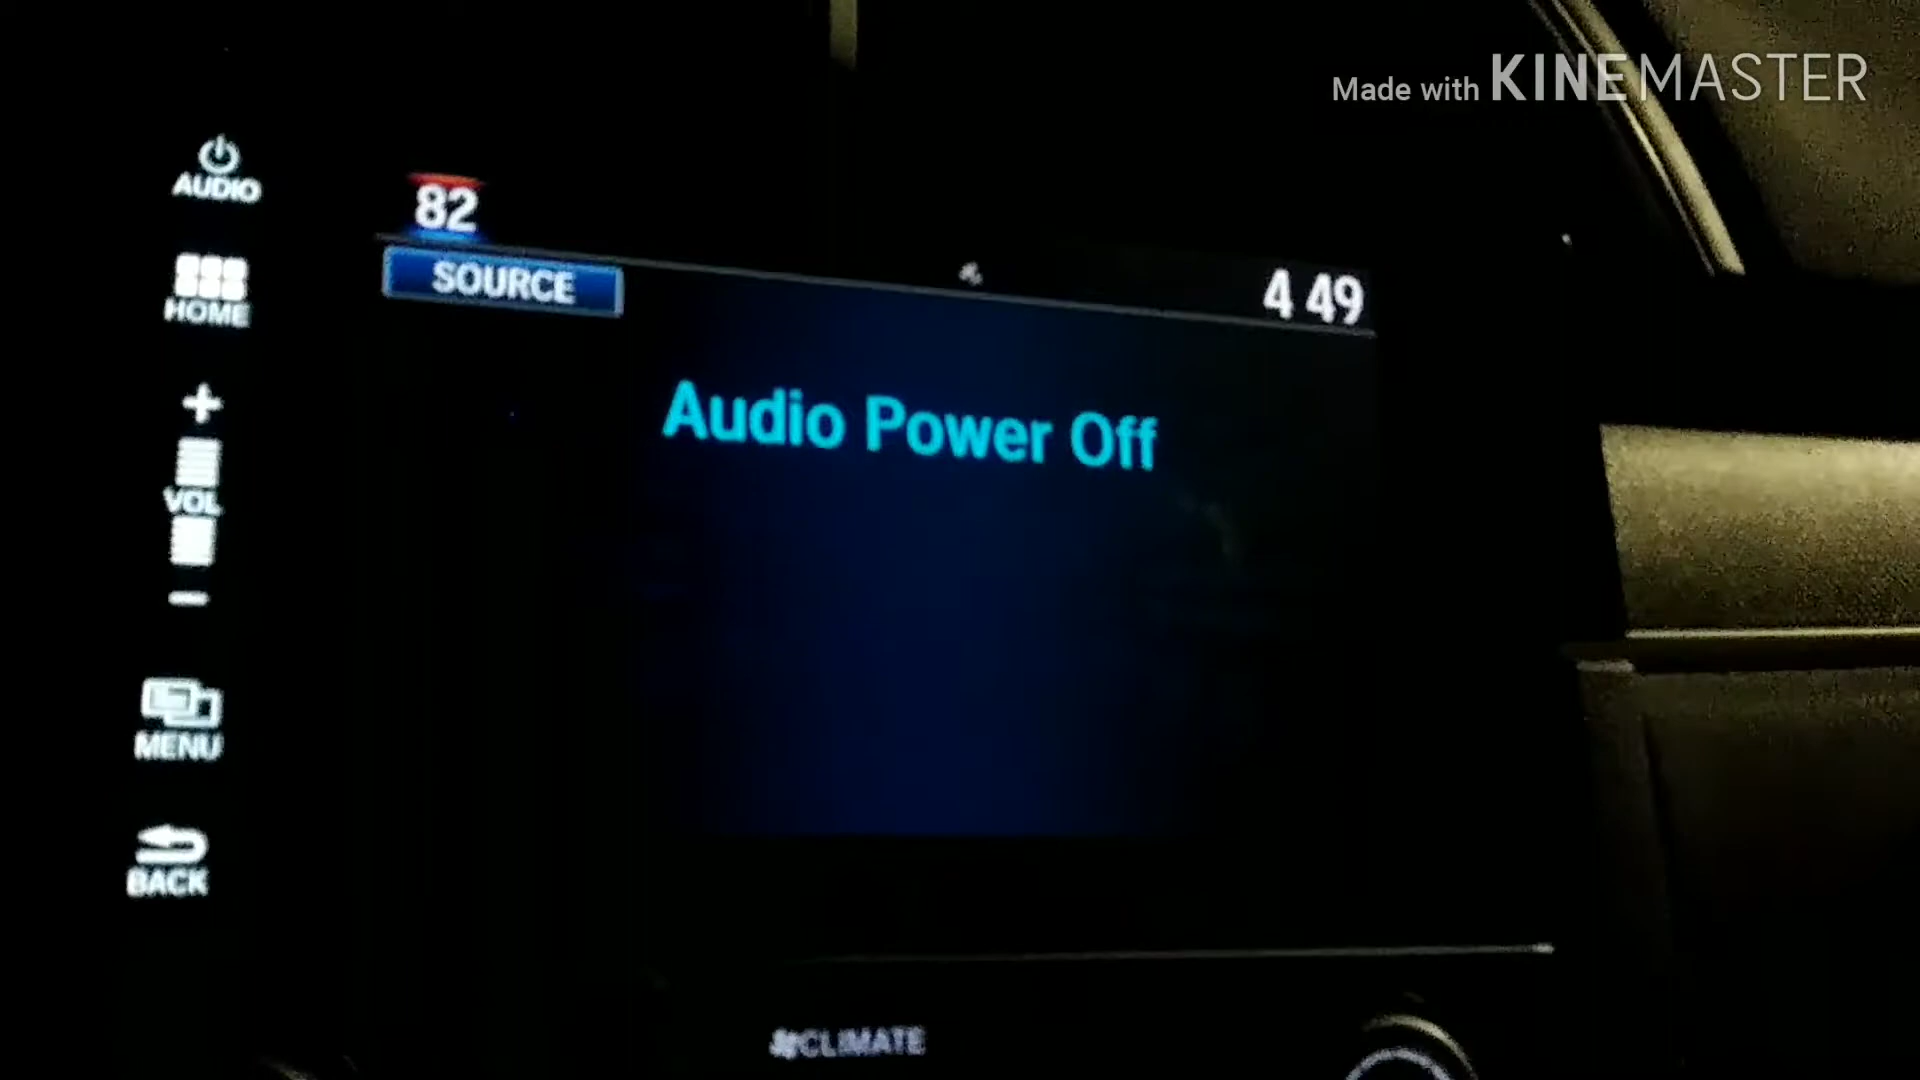 Made with KINEMASTER
AUDIO
82
SOURCE
4 49
HOME
Audio Power Off
+
VOL
-
MENU
BACK
CLIMATE